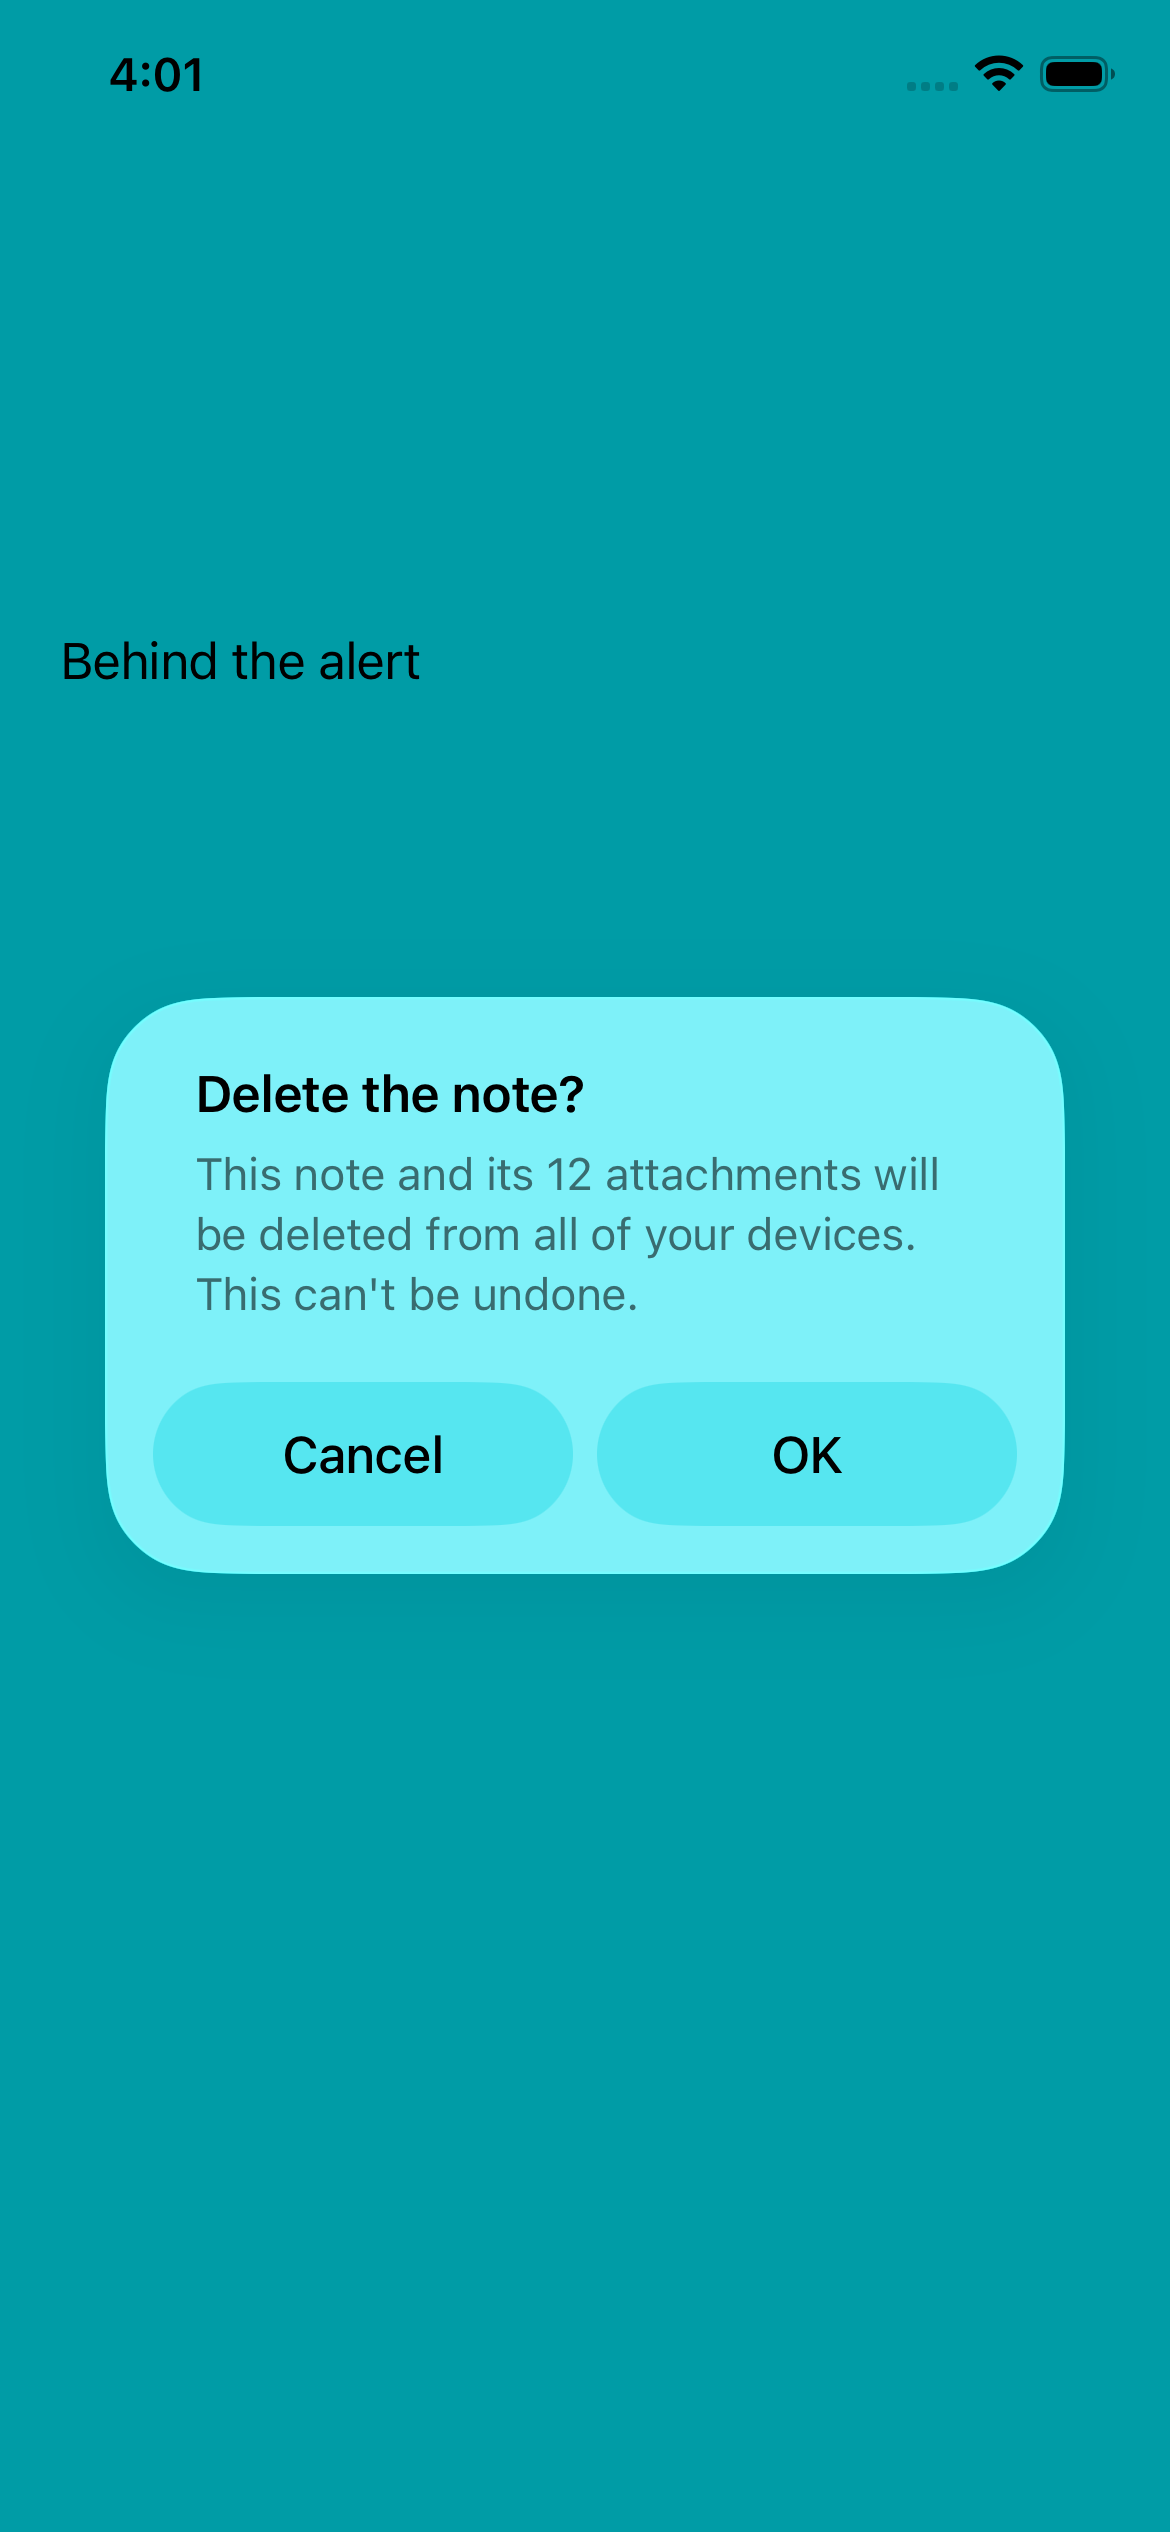 4:01
Behind the alert
Delete the note?
This note and its 12 attachments will
be deleted from all of your devices.
This can't be undone.
Cancel
OK